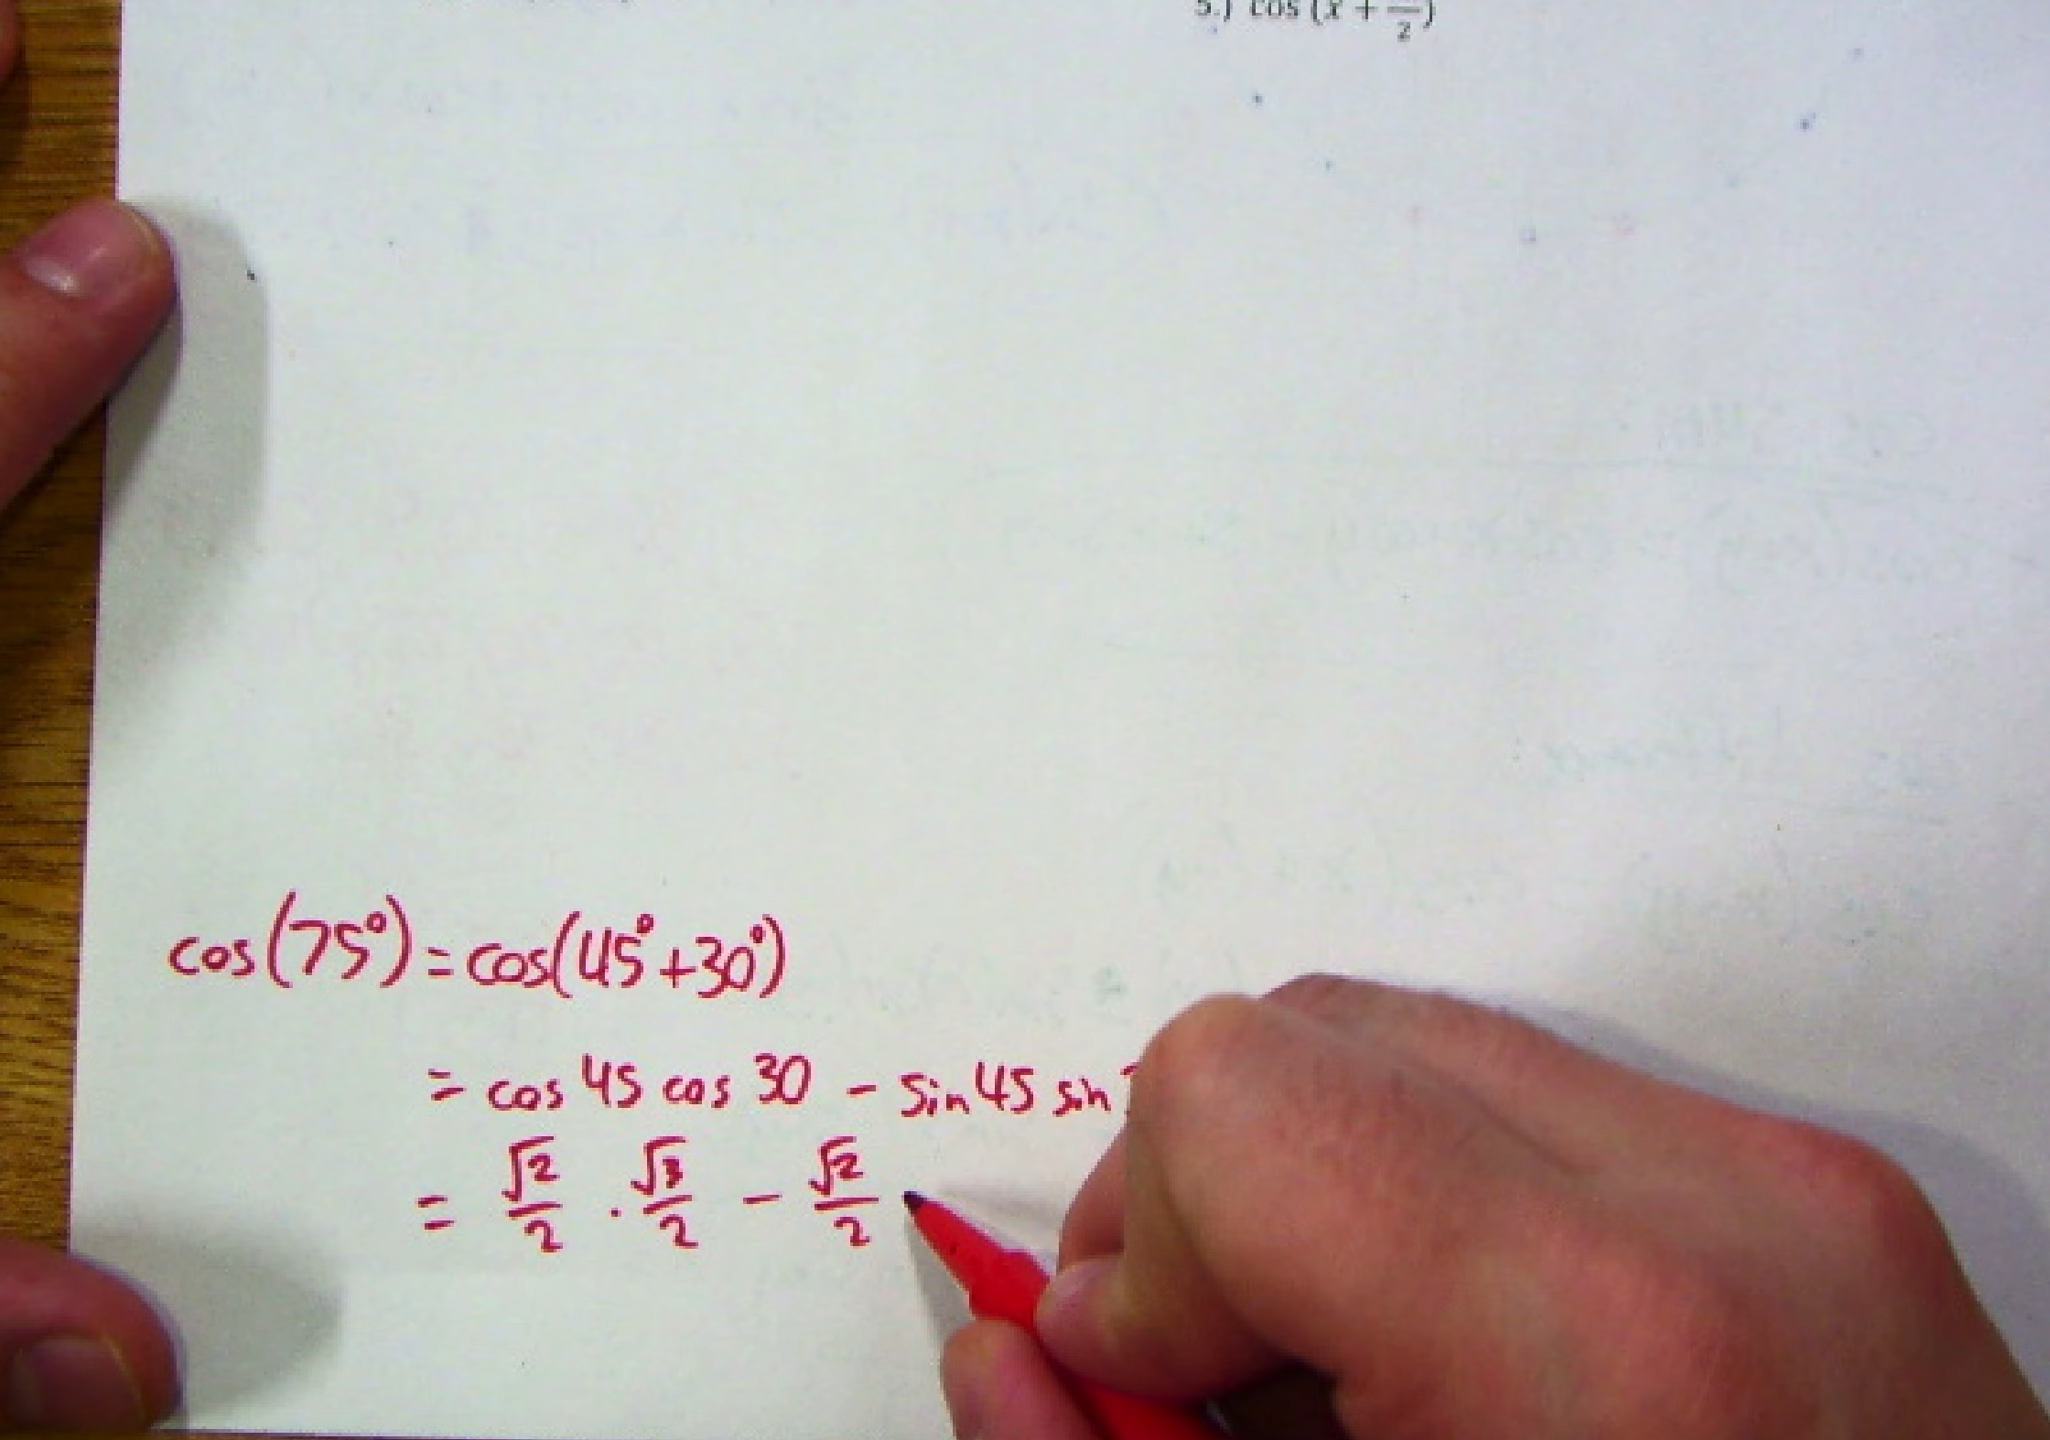 5.) cos (x + — 2)
cos(75°) = cos(45° + 30°)
= cos 45 cos 30 - sin 45 sin
= √2/2 · √3/2 - √2/2